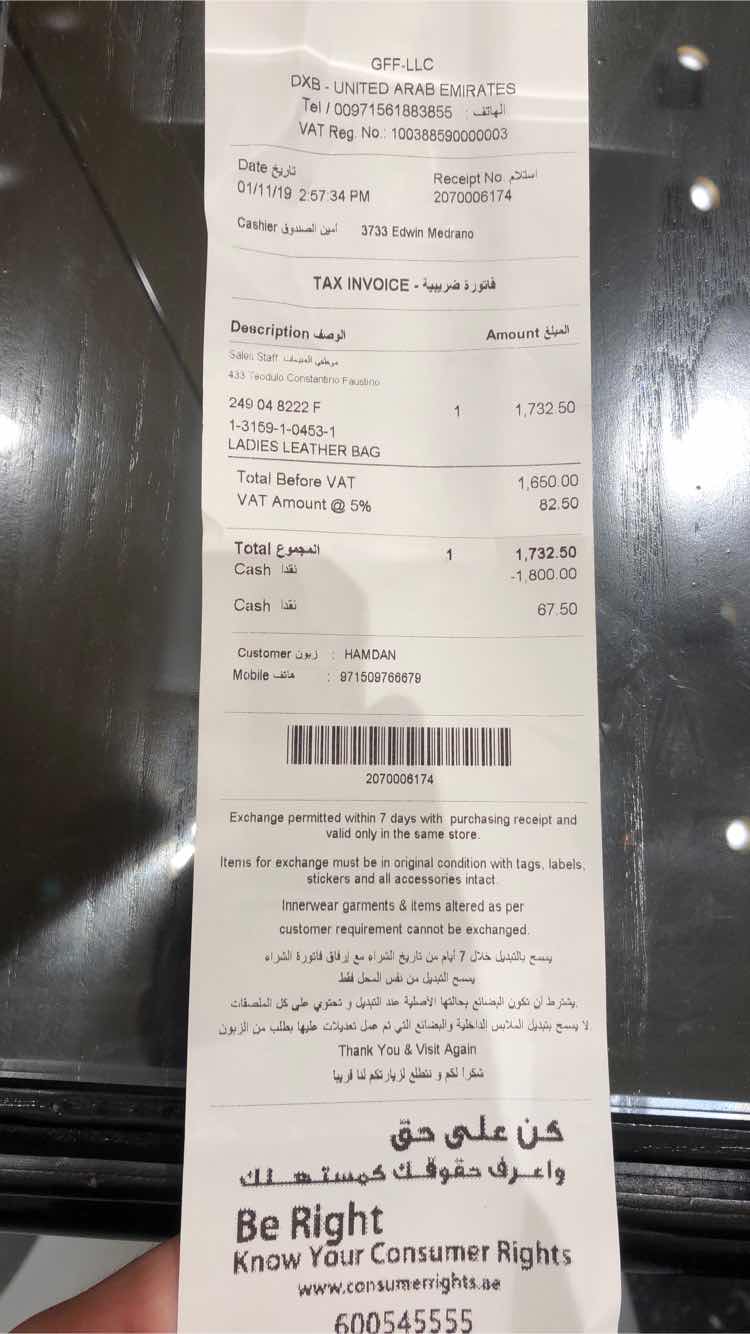 GFF-LLC
DXB - UNITED ARAB EMIRATES
Tel / 00971561883855 : الهاتف
VAT Reg. No.: 100388590000003
Date تاريخ
Receipt No. استلام
01/11/19 2:57:34 PM
2070006174
Cashier أمين الصندوق 3733 Edwin Medrano
TAX INVOICE - فاتورة ضريبية
Description الوصف Amount المبلغ
Sales Staff موظفي المبيعات
433 Teodulo Constantino Faustino
249 04 8222 F 1 1,732.50
1-3159-1-0453-1
LADIES LEATHER BAG
Total Before VAT 1,650.00
VAT Amount @ 5% 82.50
Total المجموع 1 1,732.50
Cash نقدا -1,800.00
Cash نقدا 67.50
Customer زبون : HAMDAN
Mobile هاتف : 971509766679
2070006174
Exchange permitted within 7 days with purchasing receipt and
valid only in the same store.
Items for exchange must be in original condition with tags, labels,
stickers and all accessories intact.
Innerwear garments & items altered as per
customer requirement cannot be exchanged.
يسمح بالتبديل خلال 7 أيام من تاريخ الشراء مع إرفاق فاتورة الشراء
يسمح التبديل من نفس المحل فقط
يشترط أن تكون البضائع بحالتها الأصلية عند التبديل و تحتوي على كل الملصقات.
لا يسمح بتبديل الملابس الداخلية والبضائع التي تم عمل تعديلات عليها بطلب من الزبون
Thank You & Visit Again
شكرا لكم و نتطلع لزيارتكم لنا قريبا
كن على حق
واعرف حقوقك كمستهلك
Be Right
Know Your Consumer Rights
www.consumerrights.ae
600545555